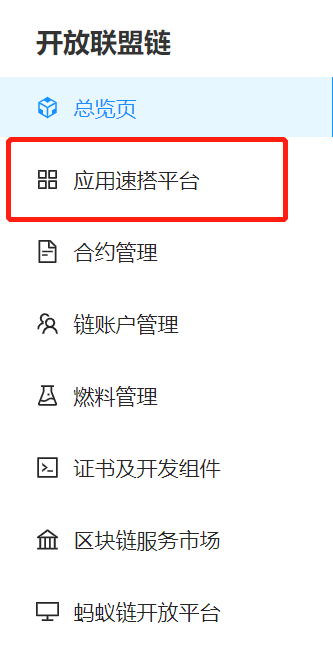 开放联盟链
总览页
应用速搭平台
合约管理
链账户管理
燃料管理
证书及开发组件
区块链服务市场
蚂蚁链开放平台